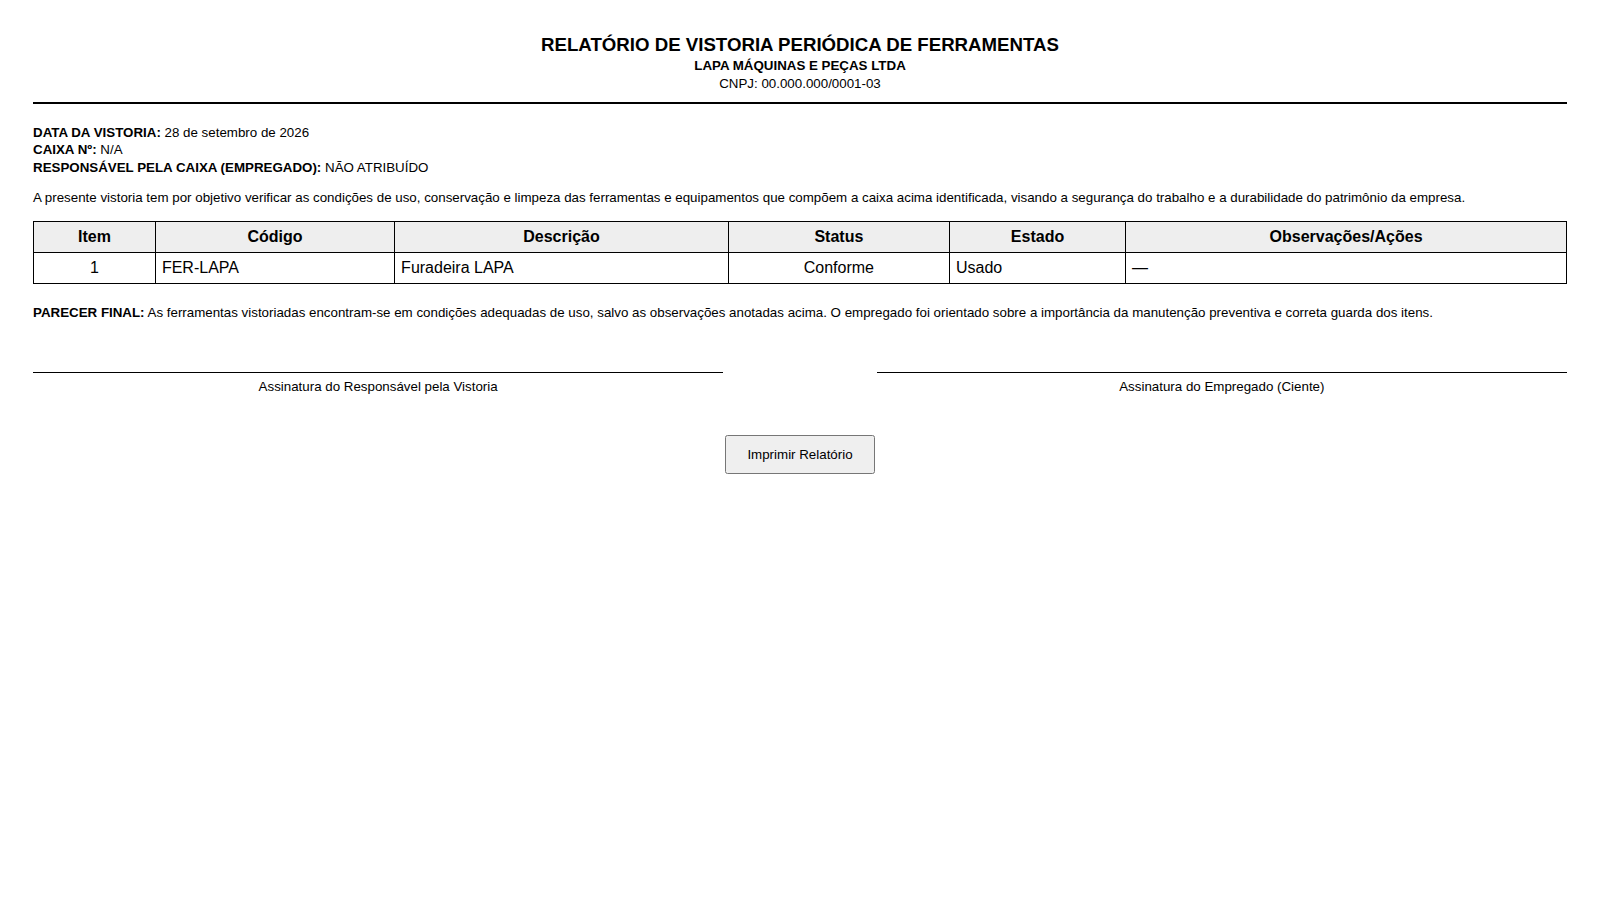 RELATÓRIO DE VISTORIA PERIÓDICA DE FERRAMENTAS
LAPA MÁQUINAS E PEÇAS LTDA
CNPJ: 00.000.000/0001-03
DATA DA VISTORIA: 28 de setembro de 2026
CAIXA Nº: N/A
RESPONSÁVEL PELA CAIXA (EMPREGADO): NÃO ATRIBUÍDO
A presente vistoria tem por objetivo verificar as condições de uso, conservação e limpeza das ferramentas e equipamentos que compõem a caixa acima identificada, visando a segurança do trabalho e a durabilidade do patrimônio da empresa.
Item Código Descrição Status Estado Observações/Ações
1 FER-LAPA Furadeira LAPA Conforme Usado —
PARECER FINAL: As ferramentas vistoriadas encontram-se em condições adequadas de uso, salvo as observações anotadas acima. O empregado foi orientado sobre a importância da manutenção preventiva e correta guarda dos itens.
Assinatura do Responsável pela Vistoria Assinatura do Empregado (Ciente)
Imprimir Relatório